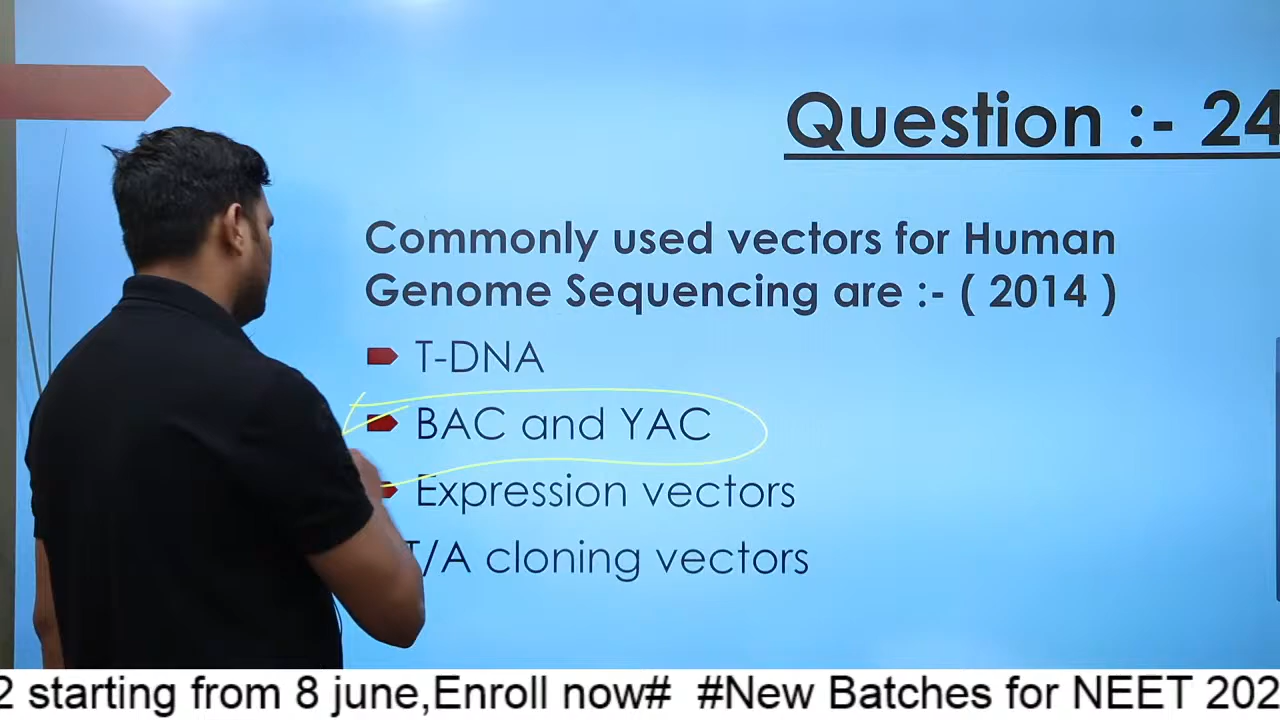 Question :- 24
Commonly used vectors for Human
Genome Sequencing are :- ( 2014 )
T-DNA
BAC and YAC
Expression vectors
T/A cloning vectors
2 starting from 8 june,Enroll now# #New Batches for NEET 202